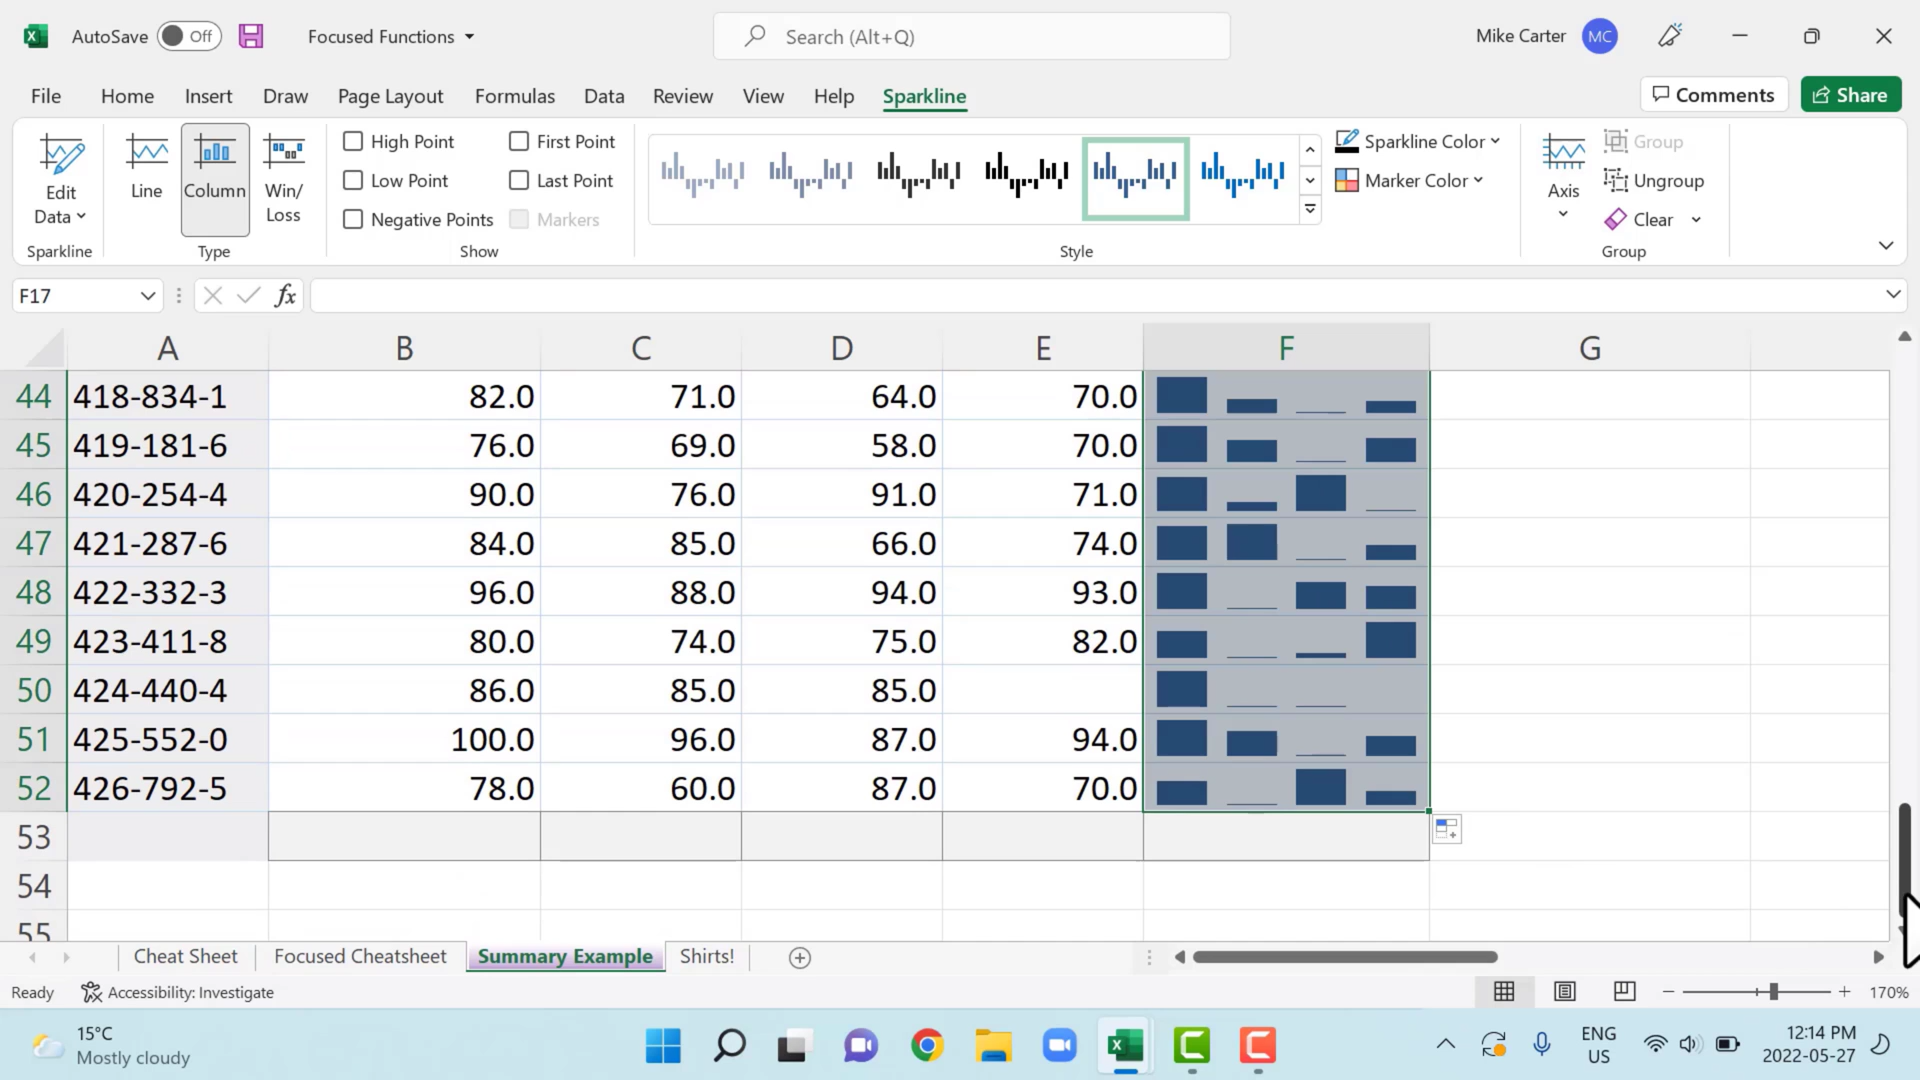 AutoSave Off Focused Functions Search (Alt+Q) Mike Carter MC
File Home Insert Draw Page Layout Formulas Data Review View Help Sparkline Comments Share
Edit Data Line Column Win/ Loss
High Point First Point
Low Point Last Point
Negative Points Markers
Sparkline Color
Marker Color
Axis
Group
Ungroup
Clear
Sparkline Type Show Style Group
F17 fx
A B C D E F G
44 418-834-1 82.0 71.0 64.0 70.0
45 419-181-6 76.0 69.0 58.0 70.0
46 420-254-4 90.0 76.0 91.0 71.0
47 421-287-6 84.0 85.0 66.0 74.0
48 422-332-3 96.0 88.0 94.0 93.0
49 423-411-8 80.0 74.0 75.0 82.0
50 424-440-4 86.0 85.0 85.0
51 425-552-0 100.0 96.0 87.0 94.0
52 426-792-5 78.0 60.0 87.0 70.0
53
54
55
Cheat Sheet Focused Cheatsheet Summary Example Shirts!
Ready Accessibility: Investigate 170%
15°C
Mostly cloudy
ENG
US
12:14 PM
2022-05-27